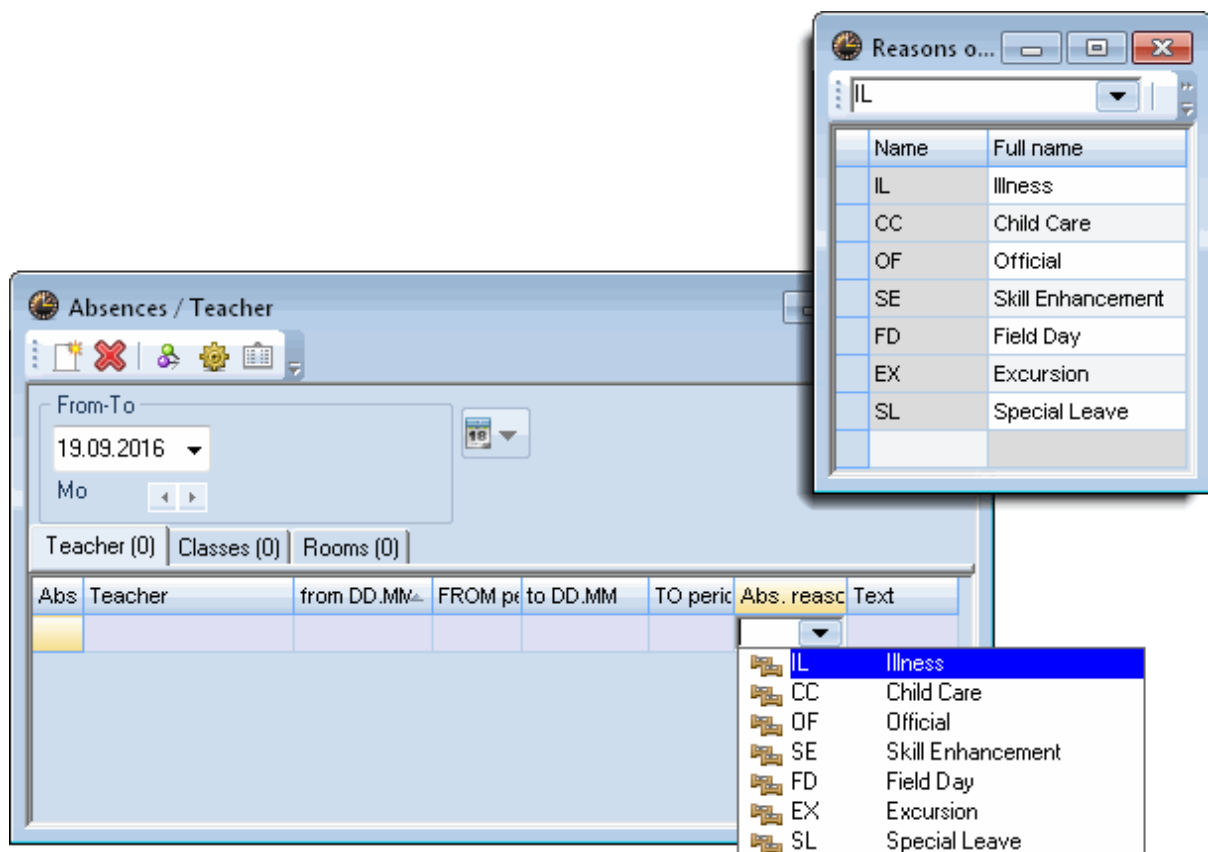 Reasons o...
IL
Name Full name
IL Illness
CC Child Care
OF Official
SE Skill Enhancement
FD Field Day
EX Excursion
SL Special Leave
Absences / Teacher
From-To
19.09.2016
18
Mo
Teacher (0) Classes (0) Rooms (0)
Abs Teacher from DD.MM FROM pe to DD.MM TO peric Abs. reasc Text
IL Illness
CC Child Care
OF Official
SE Skill Enhancement
FD Field Day
EX Excursion
SL Special Leave